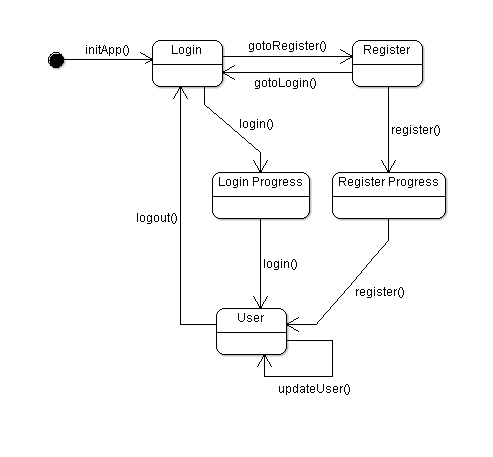 initApp()
Login
gotoRegister()
Register
gotoLogin()
login()
register()
Login Progress
Register Progress
logout()
login()
register()
User
updateUser()